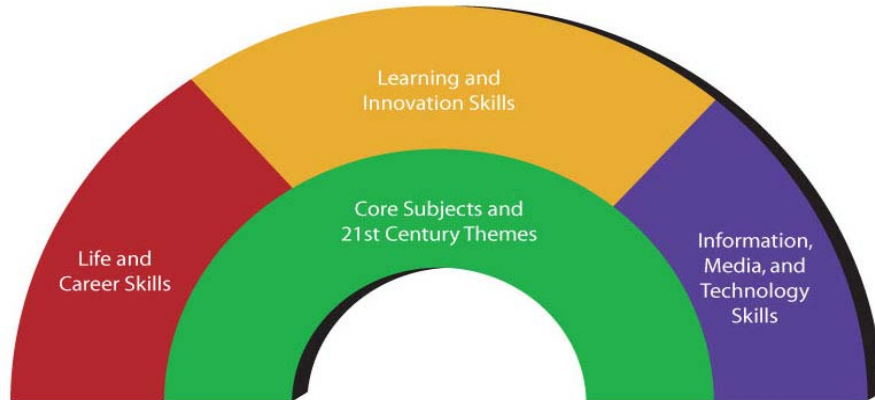 Learning and
Innovation Skills
Core Subjects and
21st Century Themes
Life and
Career Skills
Information,
Media, and
Technology
Skills